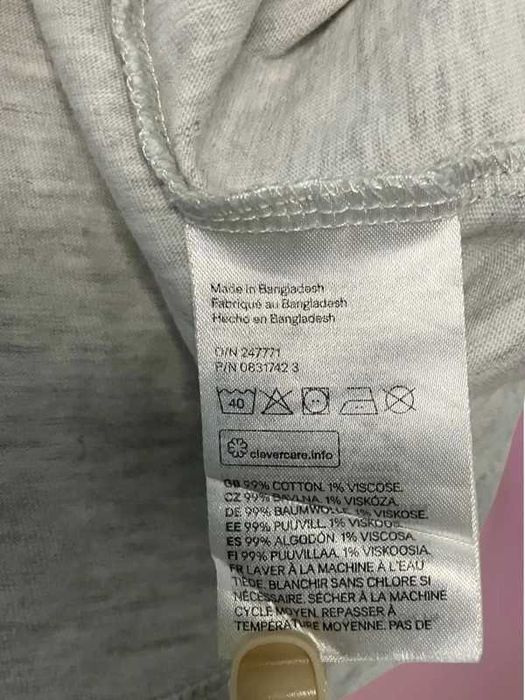 Made in Bangladesh
Fabriqué au Bangladesh
Hecho en Bangladesh
O/N 247771
P/N 0831742 3
40
clevercare.info
GB 99% COTTON. 1% VISCOSE.
CZ 99% BAVLNA. 1% VISKÓZA.
DE 99% BAUMWOLLE. 1% VISKOSE.
EE 99% PUUVILL. 1% VISKOOS.
ES 99% ALGODÓN. 1% VISCOSA.
FI 99% PUUVILLAA. 1% VISKOOSIA.
FR LAVER À LA MACHINE À L'EAU
TIÈDE. BLANCHIR SANS CHLORE SI
NÉCESSAIRE. SÉCHER À LA MACHINE
CYCLE MOYEN. REPASSER À
TEMPÉRATURE MOYENNE. PAS DE